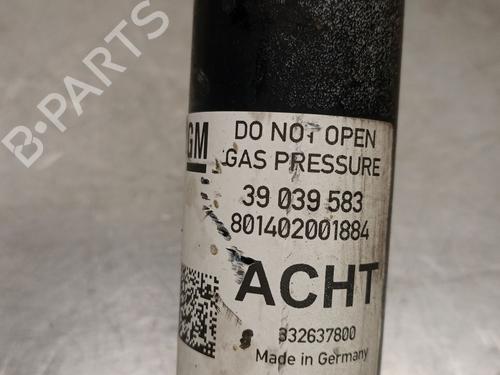 B-PARTS
GM
DO NOT OPEN
GAS PRESSURE
39 039 583
801402001884
ACHT
332637800
Made in Germany